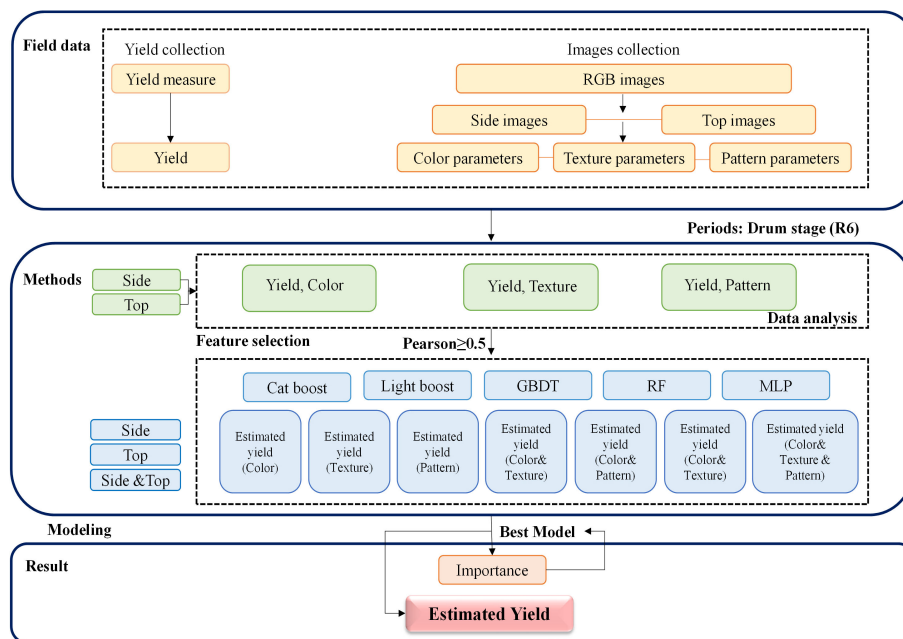 Field data
Yield collection
Images collection
Yield measure
RGB images
Side images
Top images
Yield
Color parameters
Texture parameters
Pattern parameters
Periods: Drum stage (R6)
Methods
Side
Top
Yield, Color
Yield, Texture
Yield, Pattern
Data analysis
Feature selection
Pearson≥0.5
Cat boost
Light boost
GBDT
RF
MLP
Side
Top
Side &Top
Estimated
yield
(Color)
Estimated
yield
(Texture)
Estimated
yield
(Pattern)
Estimated
yield
(Color&
Texture)
Estimated
yield
(Color&
Pattern)
Estimated
yield
(Color&
Texture)
Estimated yield
(Color&
Texture &
Pattern)
Modeling
Best Model
Result
Importance
Estimated Yield